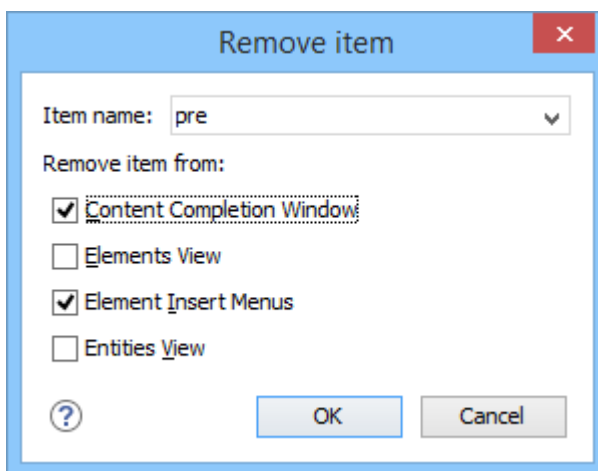 Remove item
Item name: pre
Remove item from:
Content Completion Window
Elements View
Element Insert Menus
Entities View
? OK Cancel